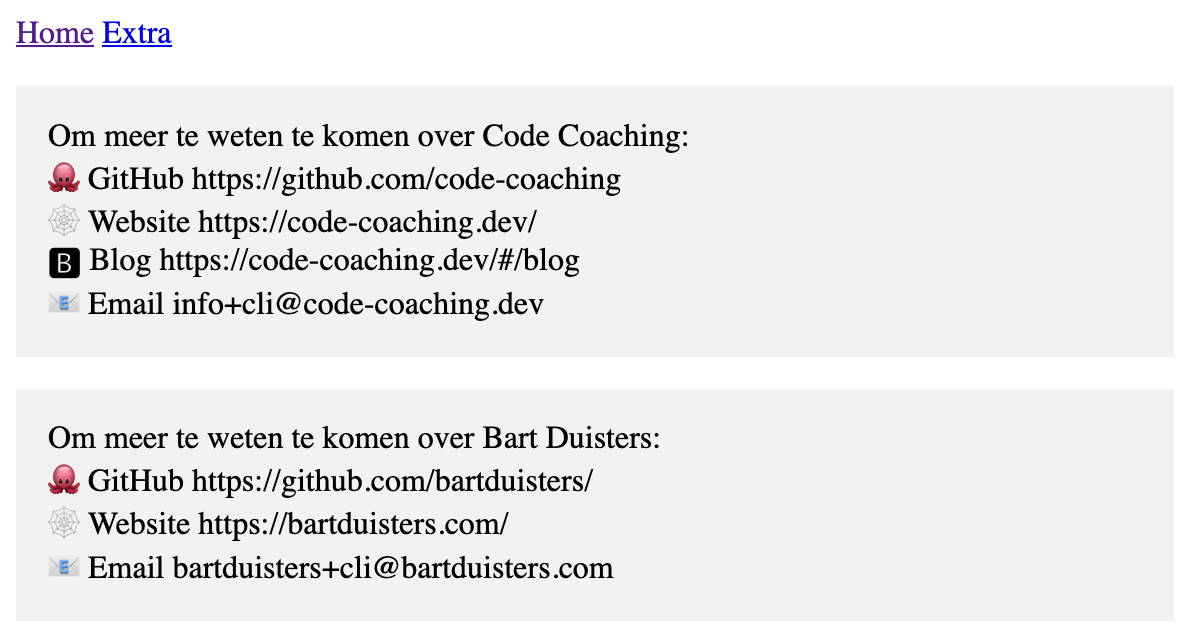 Home Extra
Om meer te weten te komen over Code Coaching:
🐙 GitHub https://github.com/code-coaching
🕸 Website https://code-coaching.dev/
🅱 Blog https://code-coaching.dev/#/blog
📧 Email info+cli@code-coaching.dev
Om meer te weten te komen over Bart Duisters:
🐙 GitHub https://github.com/bartduisters/
🕸 Website https://bartduisters.com/
📧 Email bartduisters+cli@bartduisters.com